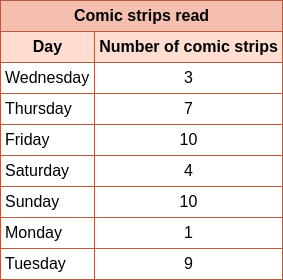 Comic strips read
Day Number of comic strips
Wednesday 3
Thursday 7
Friday 10
Saturday 4
Sunday 10
Monday 1
Tuesday 9